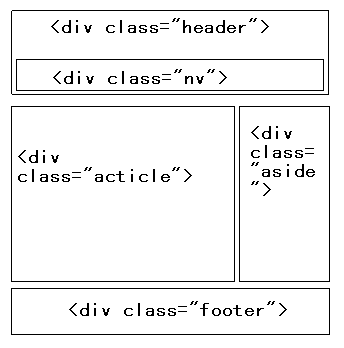 <div class="header">
<div class="nv">
<div
class="acticle">
<div
class=
"aside
">
<div class="footer">